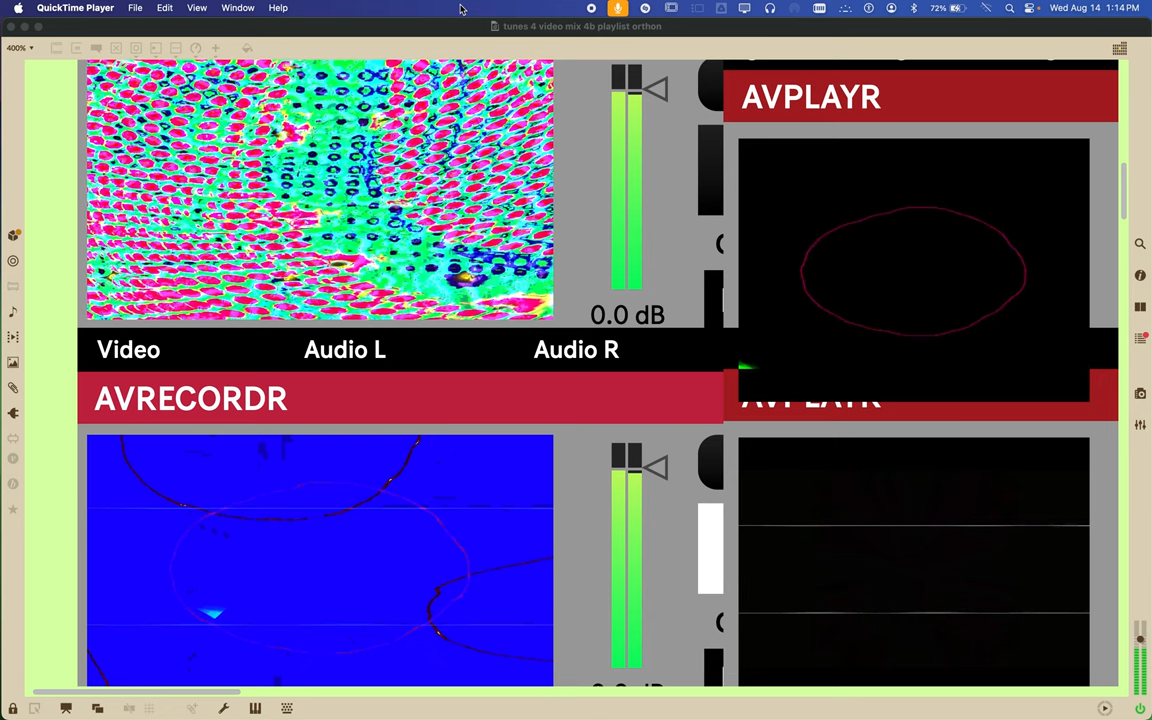 QuickTime Player File Edit View Window Help
72% Wed Aug 14 1:14 PM
tunes 4 video mix 4b playlist orthon
400%
AVPLAYR
0.0 dB
Video Audio L Audio R
AVRECORDR
AVPLAYR